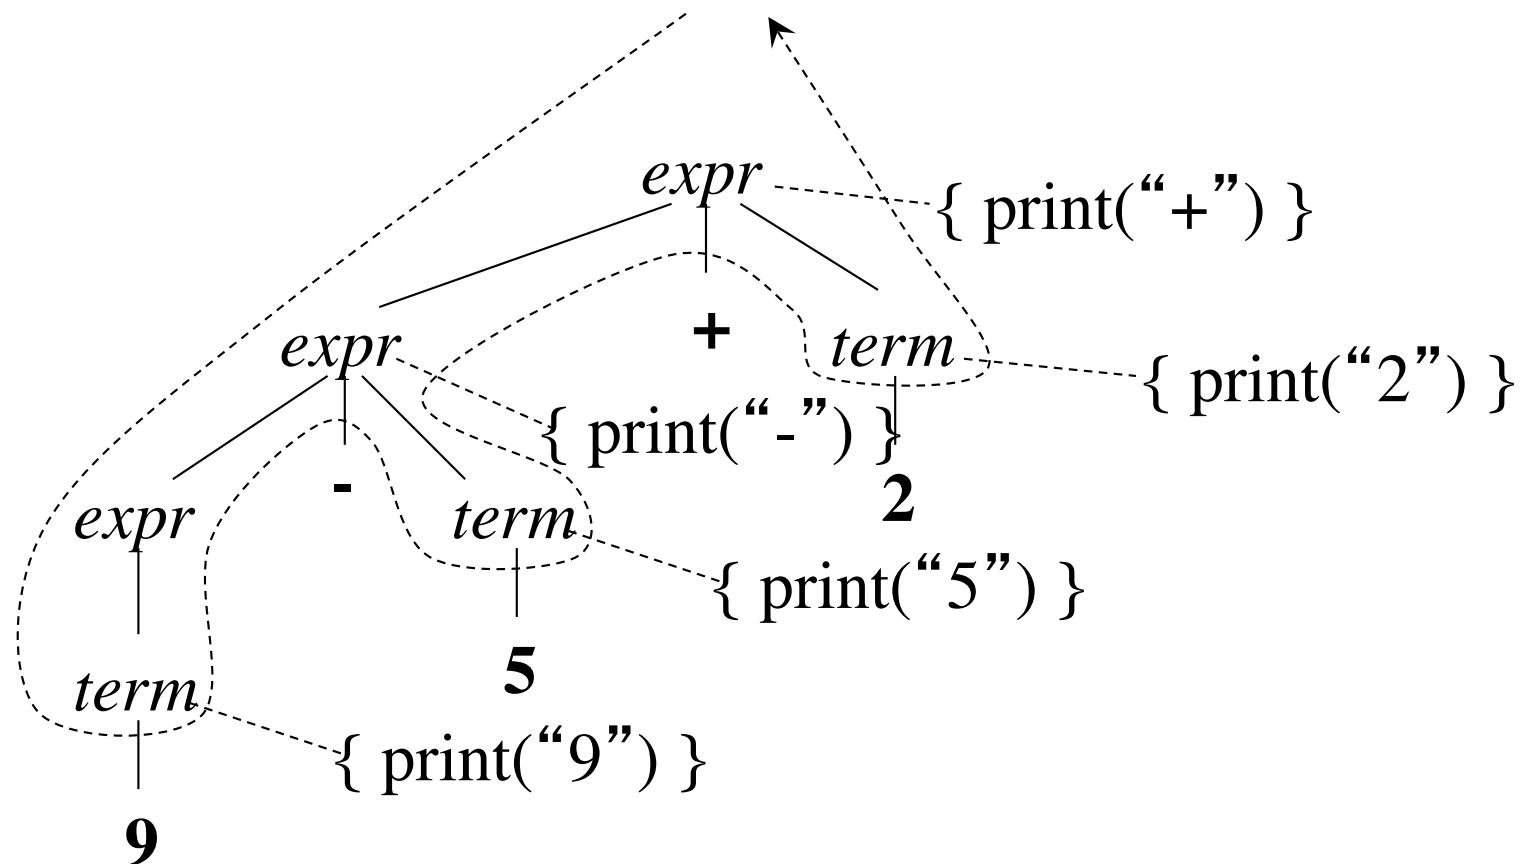 expr { print(“+”) }
expr + term { print(“2”) }
{ print(“-”) }
expr - term 2
{ print(“5”) }
term 5
{ print(“9”) }
9